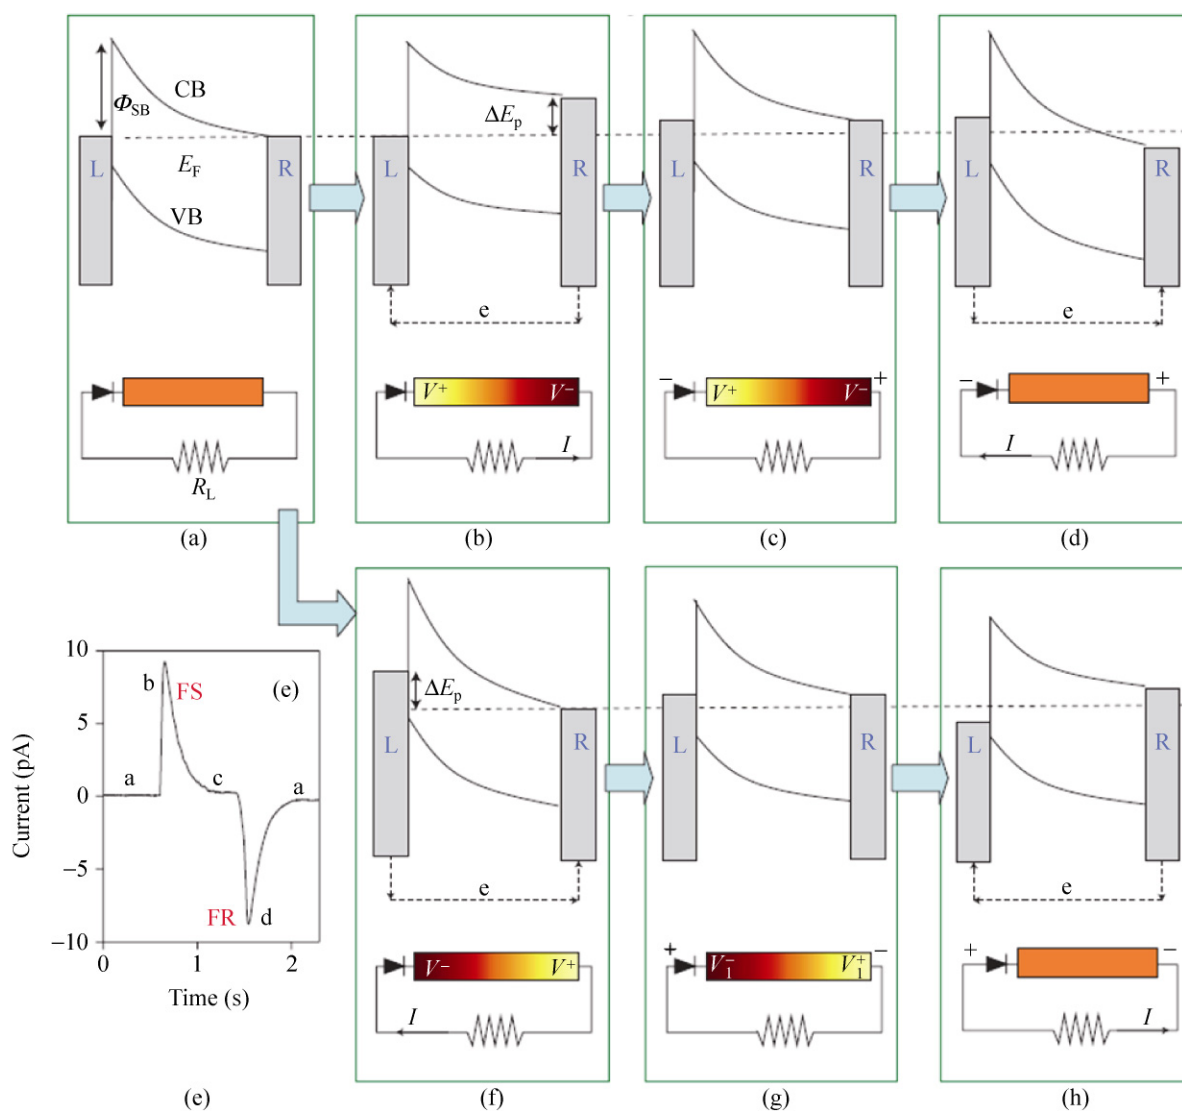 CB
Φ_SB
E_F
L
R
VB
R_L
(a)
ΔE_p
L
R
e
V⁺ V⁻
I
(b)
L
R
− +
V⁺ V⁻
(c)
L
R
e
− +
I
(d)
10
5
0
−5
−10
0 1 2
Current (pA)
Time (s)
a
b
FS
c
(e)
a
FR
d
(e)
ΔE_p
L
R
e
V⁻ V⁺
I
(f)
L
R
+ −
V₁⁻ V₁⁺
(g)
L
R
e
+ −
I
(h)